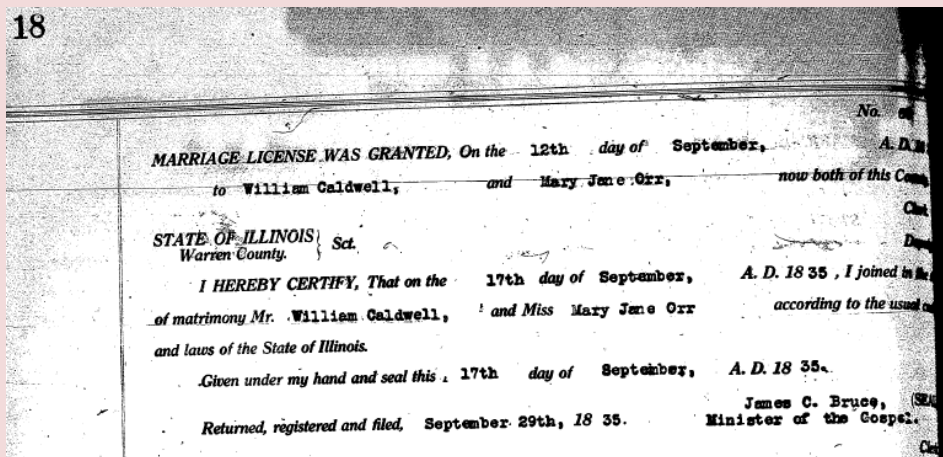 18
No.
MARRIAGE LICENSE WAS GRANTED, On the 12th day of September, A. D.
to William Caldwell, and Mary Jane Orr, now both of this
STATE OF ILLINOIS } Sct.
Warren County.
I HEREBY CERTIFY, That on the 17th day of September, A. D. 18 35, I joined in
of matrimony Mr. William Caldwell, and Miss Mary Jane Orr according to the usual
and laws of the State of Illinois.
Given under my hand and seal this 17th day of September, A. D. 18 35.
James C. Bruce,
Returned, registered and filed, September 29th, 18 35. Minister of the Gospel.